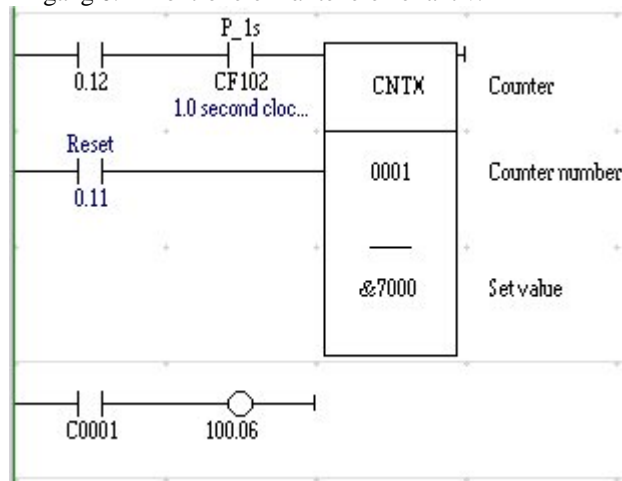 P_1s
0.12 CF102 CNTX Counter
1.0 second cloc...
Reset
0001 Counter number
0.11
&7000 Set value
C0001 100.06